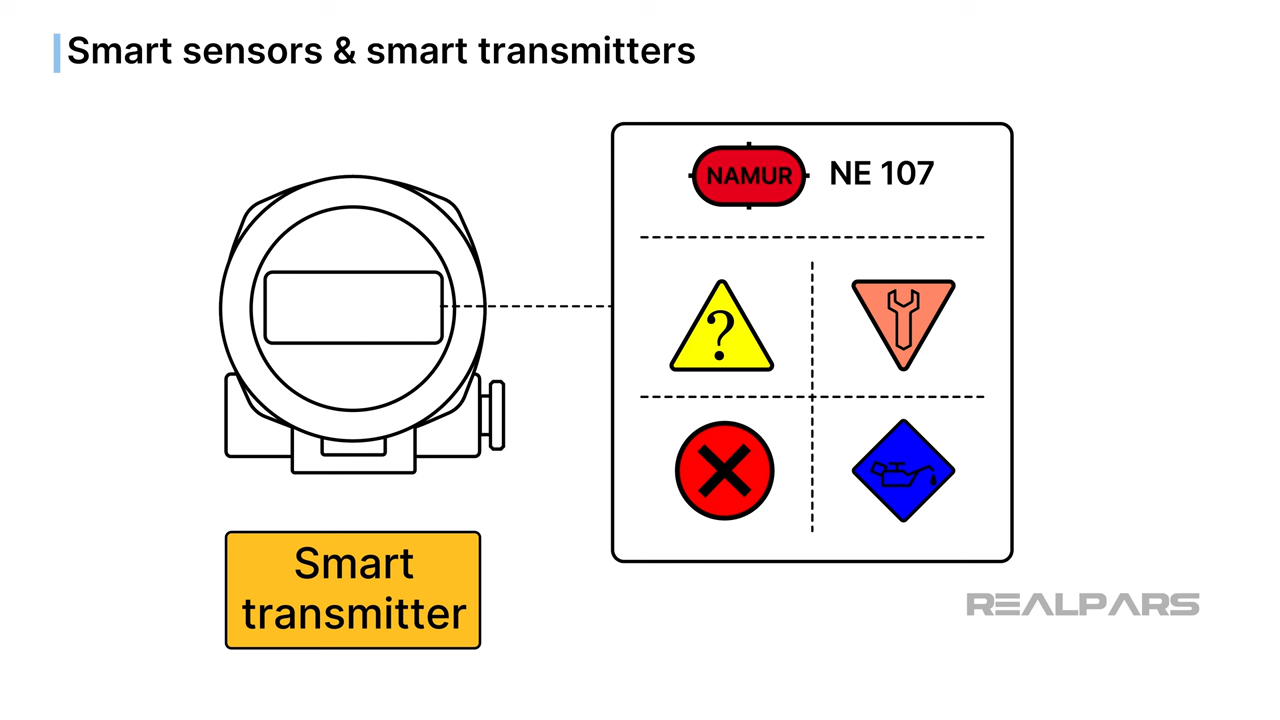 Smart sensors & smart transmitters
NAMUR NE 107
?
Smart
transmitter
REALPARS